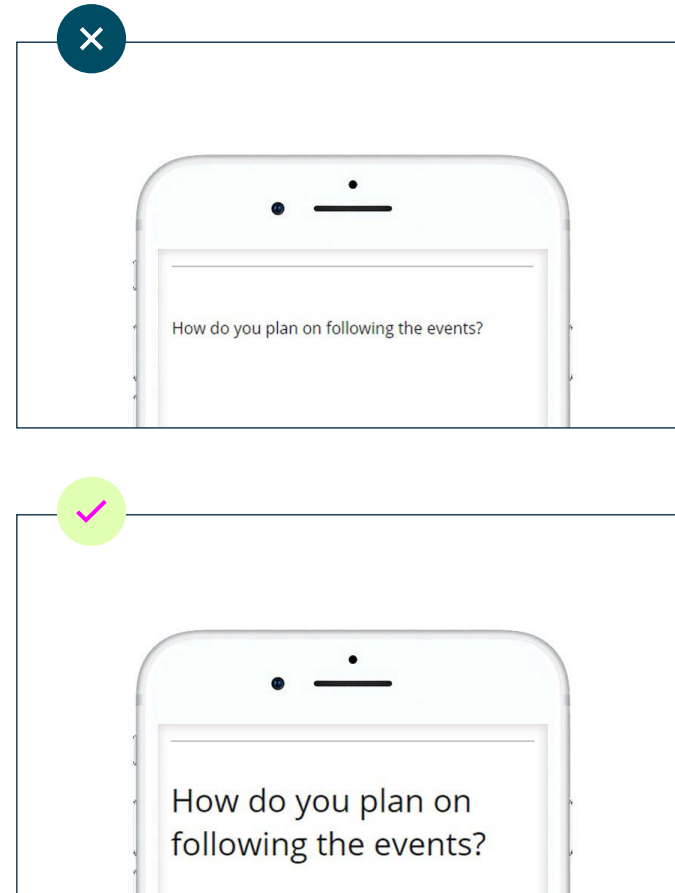 How do you plan on following the events?
How do you plan on
following the events?